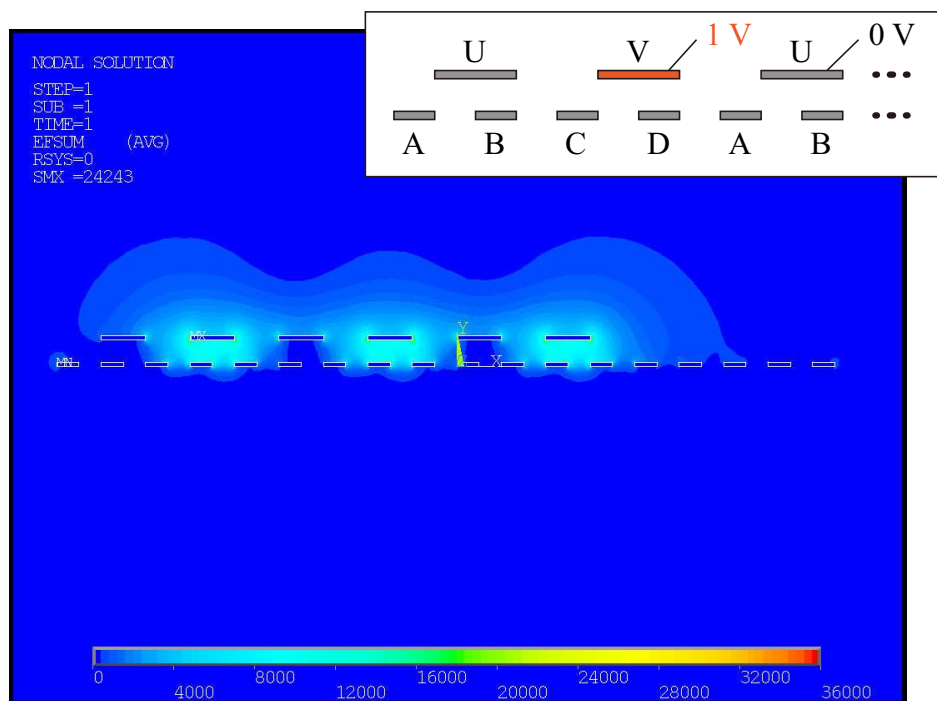 NODAL SOLUTION
STEP=1
SUB =1
TIME=1
EFSUM (AVG)
RSYS=0
SMX =24243
U V 1 V U 0 V
A B C D A B
MX
Y
MN
X
0 8000 16000 24000 32000
4000 12000 20000 28000 36000